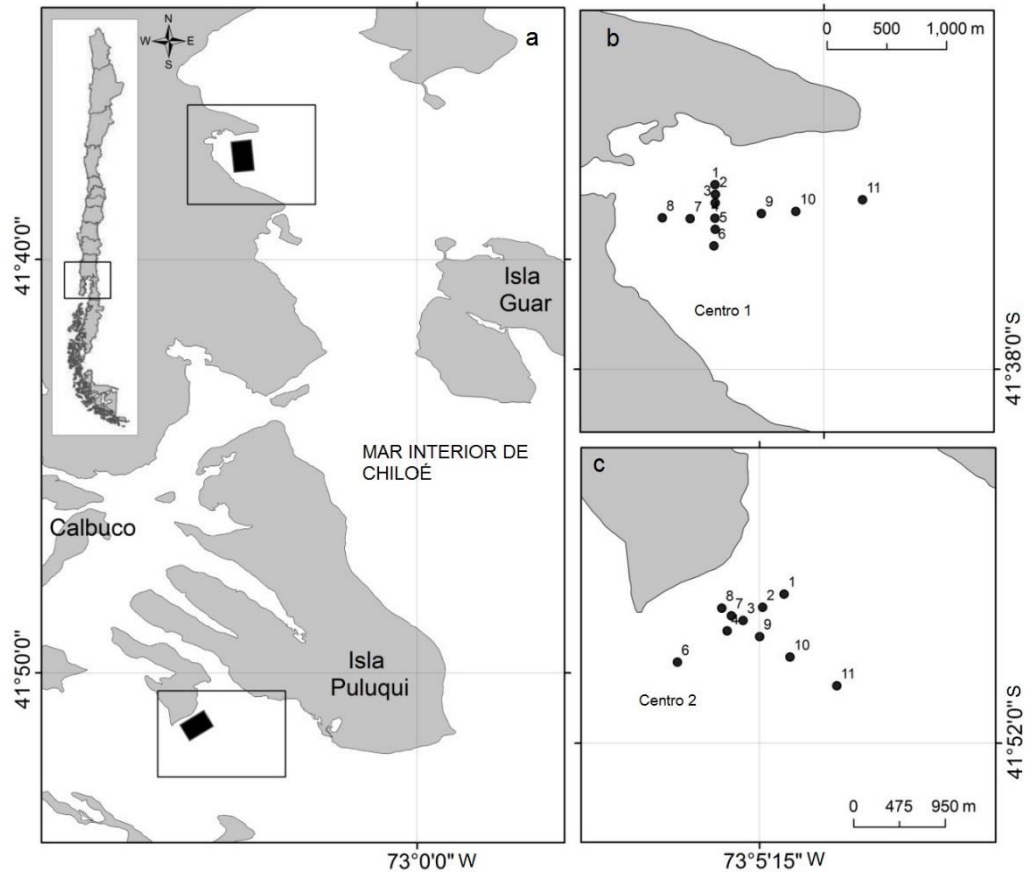 N
W E
S
a
41°40'0"
Isla
Guar
MAR INTERIOR DE
CHILOÉ
Calbuco
Isla
Puluqui
41°50'0"
73°0'0" W
b
0 500 1,000 m
1
2
3
4
5
6
8
7
9
10
11
Centro 1
41°38'0" S
c
1
2
3
8
7
4
9
6
10
11
Centro 2
41°52'0" S
0 475 950 m
73°5'15" W